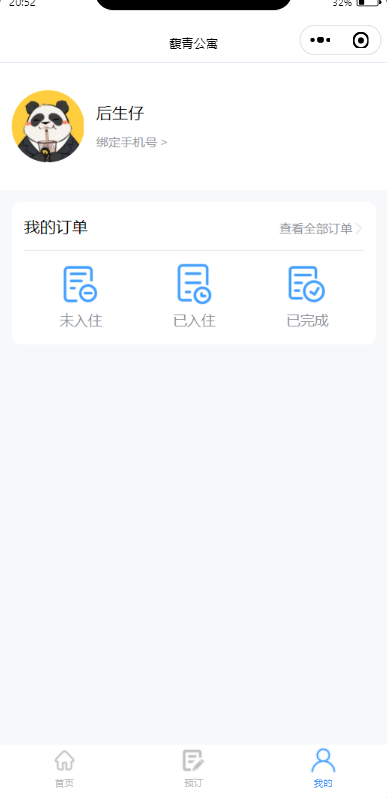 20:52
32%
馥青公寓
后生仔
绑定手机号 >
我的订单
查看全部订单
未入住
已入住
已完成
首页
预订
我的